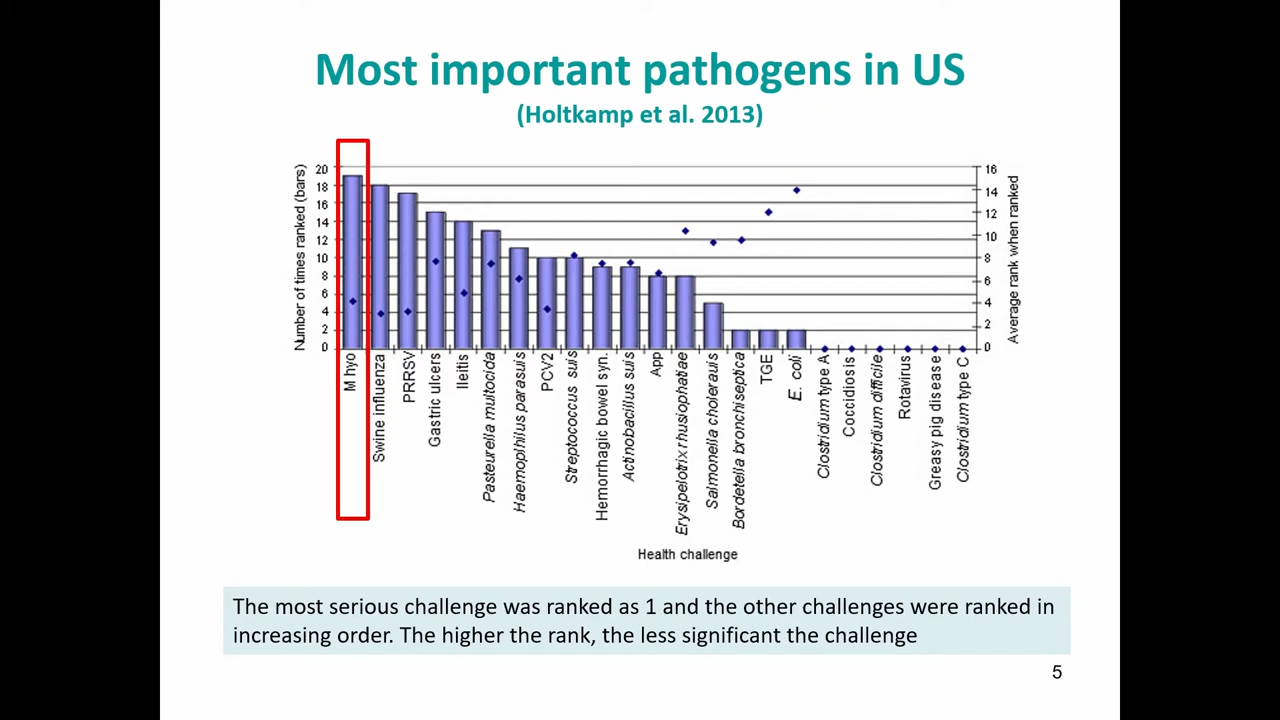 Most important pathogens in US
(Holtkamp et al. 2013)
Number of times ranked (bars)
20
18
16
14
12
10
8
6
4
2
0
16
14
12
10
8
6
4
2
0
Average rank when ranked
M hyo
Swine influenza
PRRSV
Gastric ulcers
Ileitis
Pasteurella multocida
Haemoplhilus parasuis
PCV2
Streptococcus suis
Hemorrhagic bowel syn.
Actinobacillus suis
App
Erysipelotrix rhusiophatiae
Salmonella cholerauis
Bordetella bronchiseptica
TGE
E. coli
Clostridium type A
Coccidiosis
Clostridium difficile
Rotavirus
Greasy pig disease
Clostridium type C
Health challenge
The most serious challenge was ranked as 1 and the other challenges were ranked in
increasing order. The higher the rank, the less significant the challenge
5